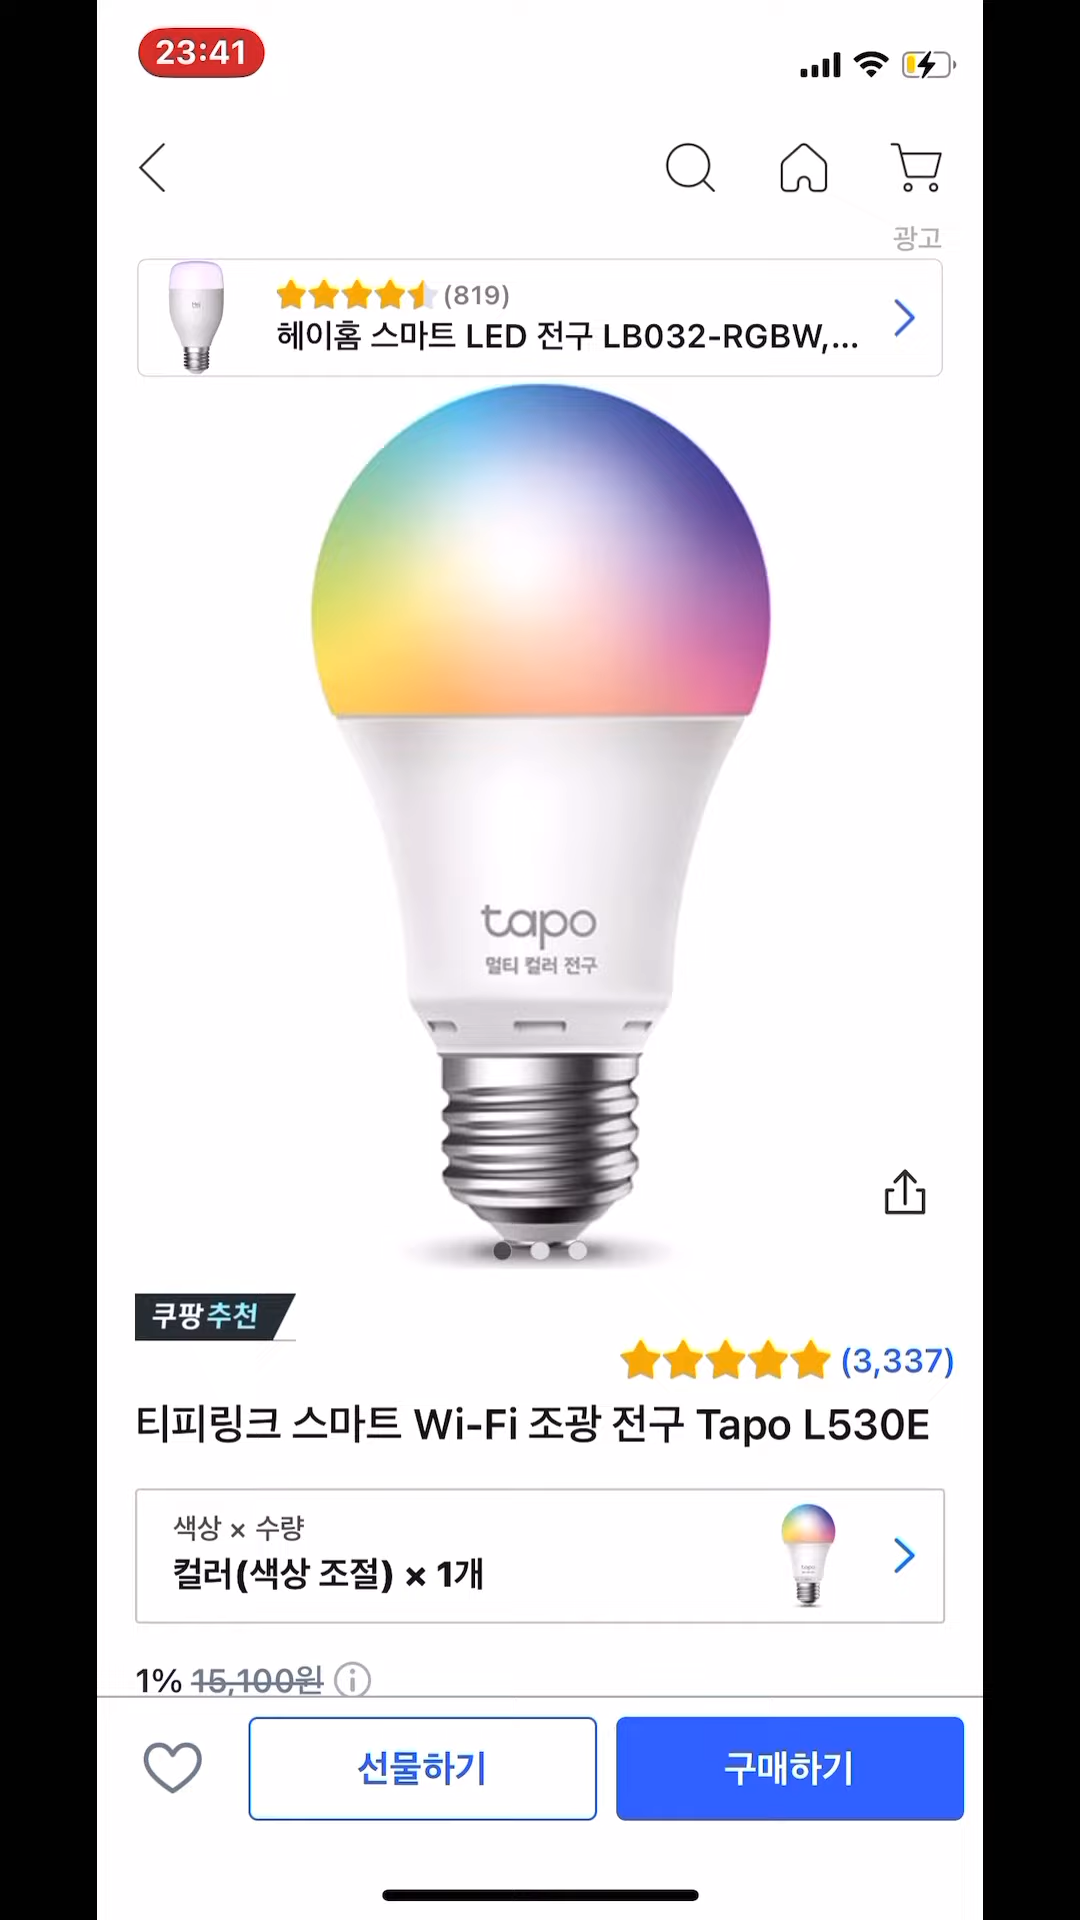 23:41
광고
(819)
헤이홈 스마트 LED 전구 LB032-RGBW,...
tapo
멀티 컬러 전구
쿠팡추천
(3,337)
티피링크 스마트 Wi-Fi 조광 전구 Tapo L530E
색상 × 수량
컬러(색상 조절) × 1개
tapo
1% 15,100원
선물하기
구매하기